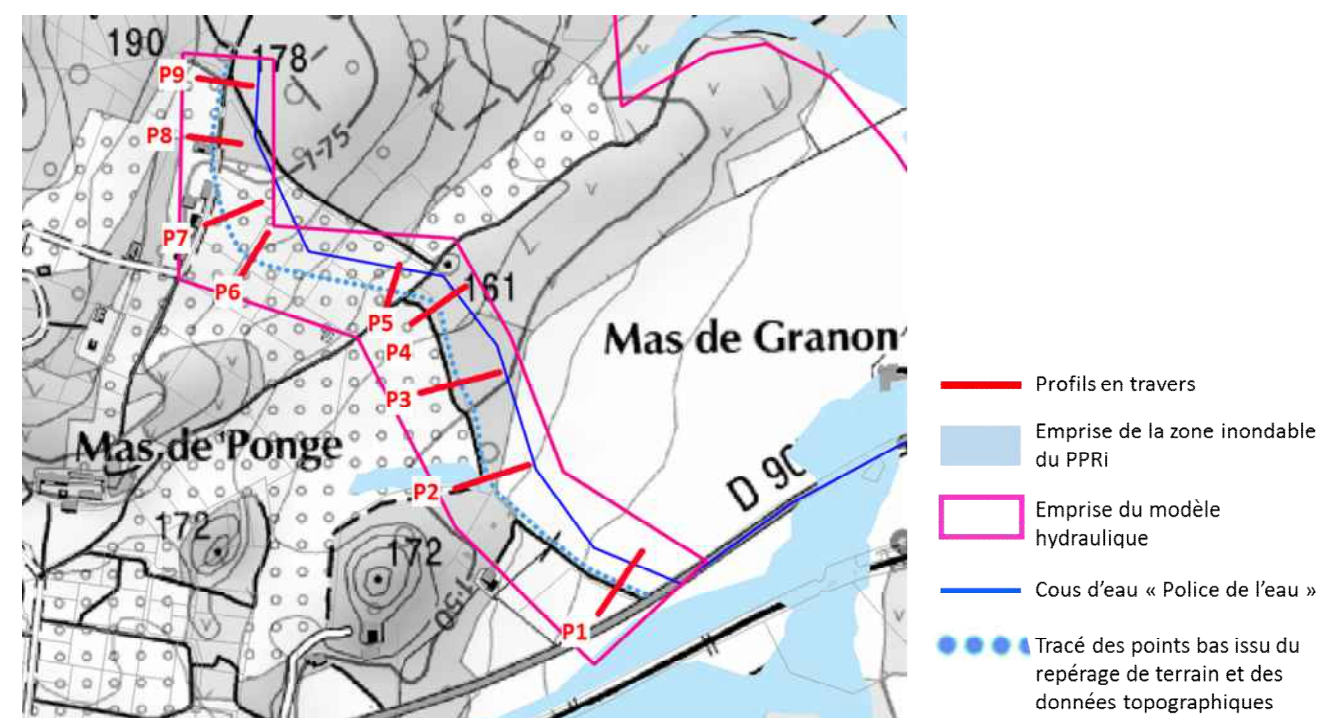 190
178
P9
P8
1-75
P7
P6
161
P5
P4
Mas de Granon
P3
Mas de Ponge
P2
D 90
172
172
1-50
P1
Profils en travers
Emprise de la zone inondable
du PPRi
Emprise du modèle
hydraulique
Cous d'eau « Police de l'eau »
Tracé des points bas issu du
repérage de terrain et des
données topographiques